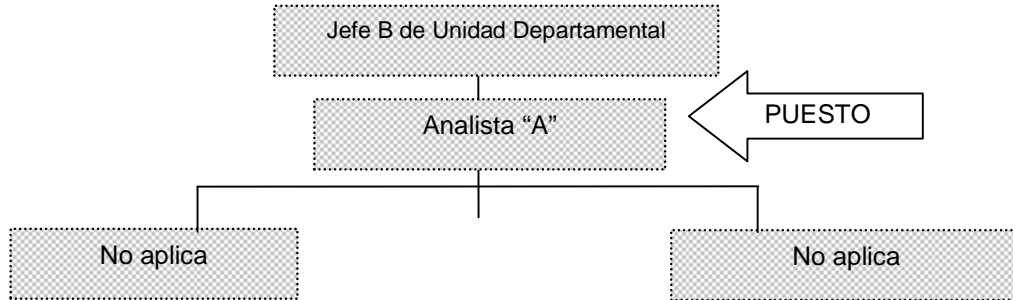 Jefe B de Unidad Departamental
Analista “A”
PUESTO
No aplica
No aplica